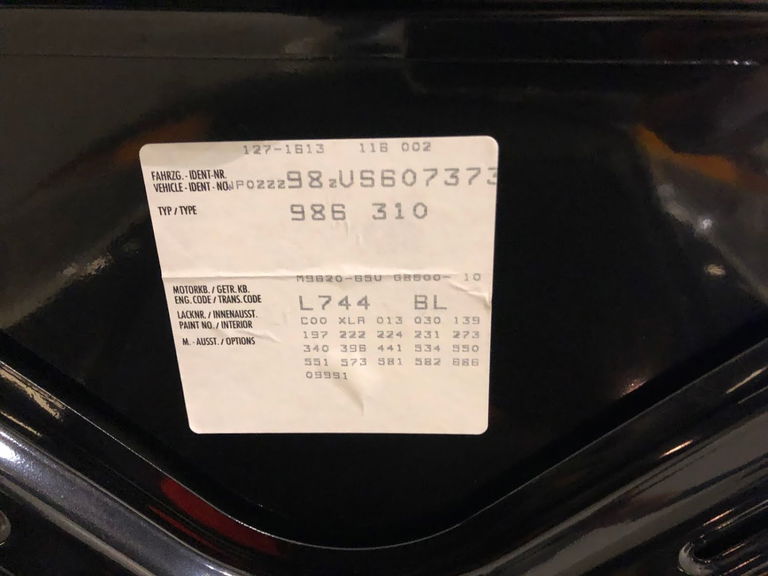 127-1613 116 002
FAHRZG.-IDENT-NR.
VEHICLE-IDENT-NO. WP0ZZZ98ZVS607373
TYP / TYPE 986 310
M9620-65U G8600- 10
MOTORKB. / GETR. KB.
ENG. CODE / TRANS. CODE
L744 BL
LACKNR. / INNENAUSST.
PAINT NO. / INTERIOR
C00 XLA 013 030 139
197 222 224 231 273
M. - AUSST. / OPTIONS
340 396 441 534 550
551 573 581 582 686
09991